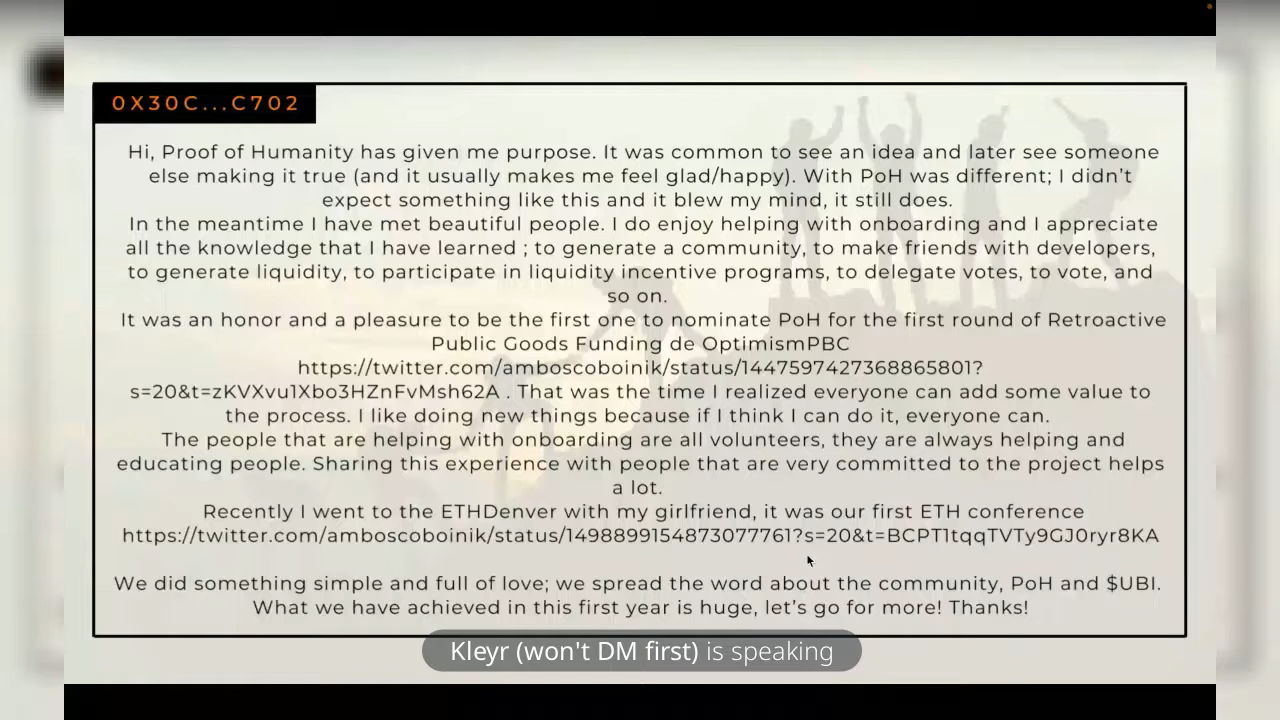 0X30C...C702
Hi, Proof of Humanity has given me purpose. It was common to see an idea and later see someone
else making it true (and it usually makes me feel glad/happy). With PoH was different; I didn't
expect something like this and it blew my mind, it still does.
In the meantime I have met beautiful people. I do enjoy helping with onboarding and I appreciate
all the knowledge that I have learned ; to generate a community, to make friends with developers,
to generate liquidity, to participate in liquidity incentive programs, to delegate votes, to vote, and
so on.
It was an honor and a pleasure to be the first one to nominate PoH for the first round of Retroactive
Public Goods Funding de OptimismPBC
https://twitter.com/amboscoboinik/status/1447597427368865801?
s=20&t=zKVXvu1Xbo3HZnFvMsh62A . That was the time I realized everyone can add some value to
the process. I like doing new things because if I think I can do it, everyone can.
The people that are helping with onboarding are all volunteers, they are always helping and
educating people. Sharing this experience with people that are very committed to the project helps
a lot.
Recently I went to the ETHDenver with my girlfriend, it was our first ETH conference
https://twitter.com/amboscoboinik/status/1498899154873077761?s=20&t=BCPT1tqqTVTy9GJ0ryr8KA
We did something simple and full of love; we spread the word about the community, PoH and $UBI.
What we have achieved in this first year is huge, let's go for more! Thanks!
Kleyr (won't DM first) is speaking